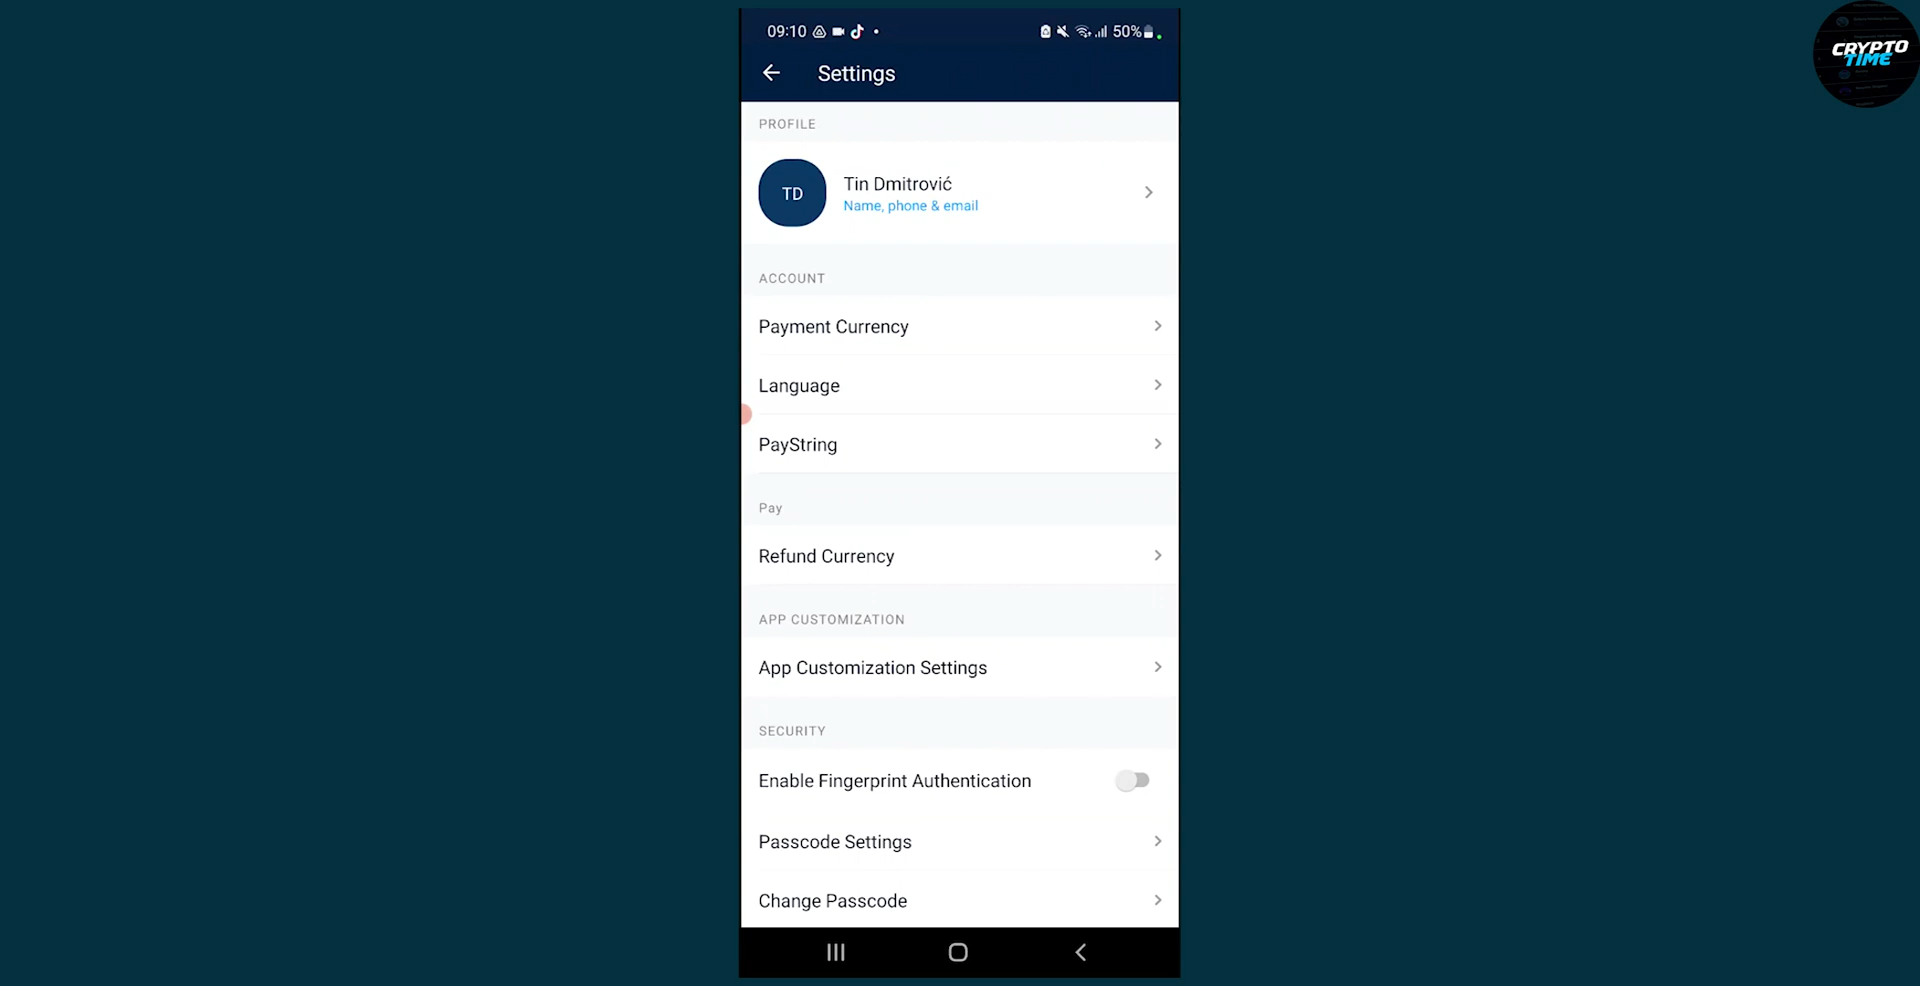 09:10 50%
CRYPTO
TIME
Settings
PROFILE
TD
Tin Dmitrović
Name, phone & email
ACCOUNT
Payment Currency
Language
PayString
Pay
Refund Currency
APP CUSTOMIZATION
App Customization Settings
SECURITY
Enable Fingerprint Authentication
Passcode Settings
Change Passcode